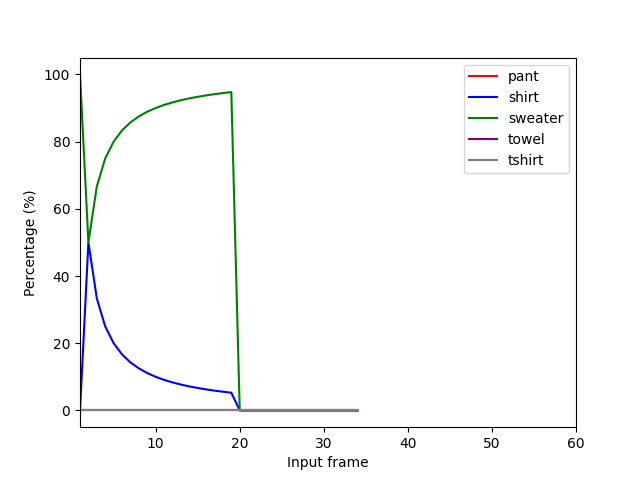 100
80
60
40
20
0
Percentage (%)
10 20 30 40 50 60
Input frame
pant
shirt
sweater
towel
tshirt